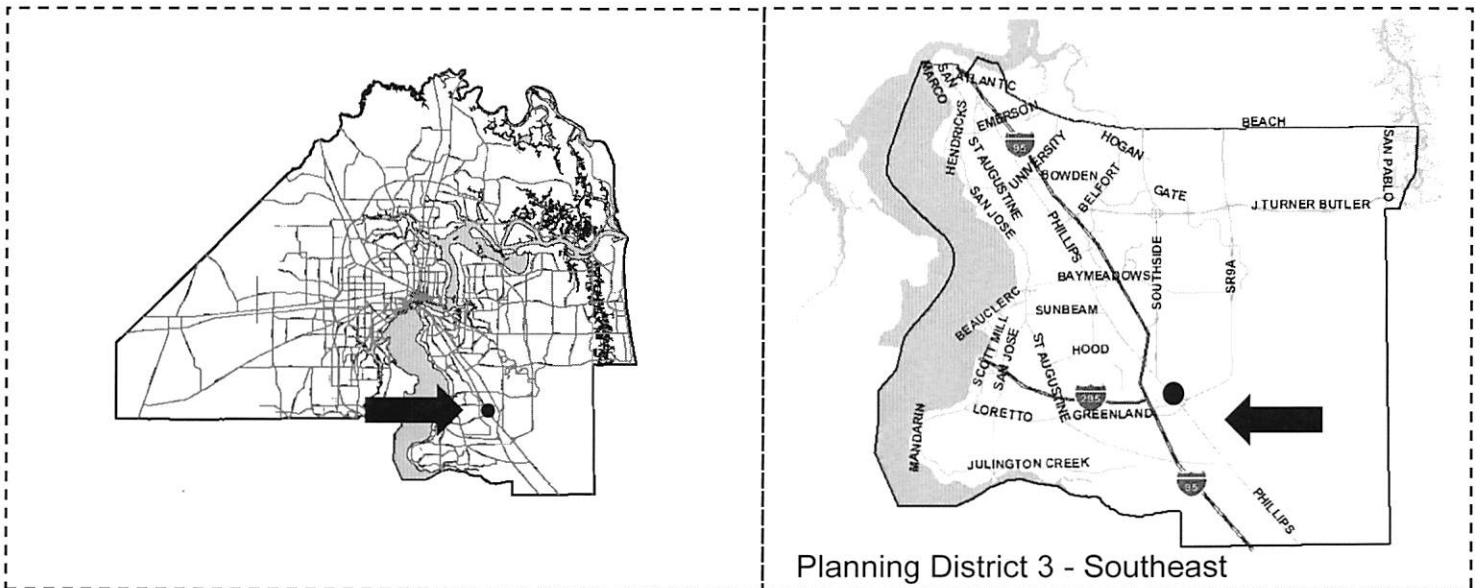 SAN
MARCO
ATLANTIC
HENDRICKS
EMERSON
95
HOGAN
BEACH
SAN PABLO
ST AUGUSTINE
UNIVERSITY
BOWDEN
BELFORT
GATE
J TURNER BUTLER
SAN JOSE
PHILLIPS
BAYMEADOWS
SOUTHSIDE
SR9A
BEAUCLERC
SUNBEAM
SCOTT MILL
SAN JOSE
ST AUGUSTINE
HOOD
295
LORETTO
GREENLAND
MANDARIN
JULINGTON CREEK
95
PHILLIPS
Planning District 3 - Southeast